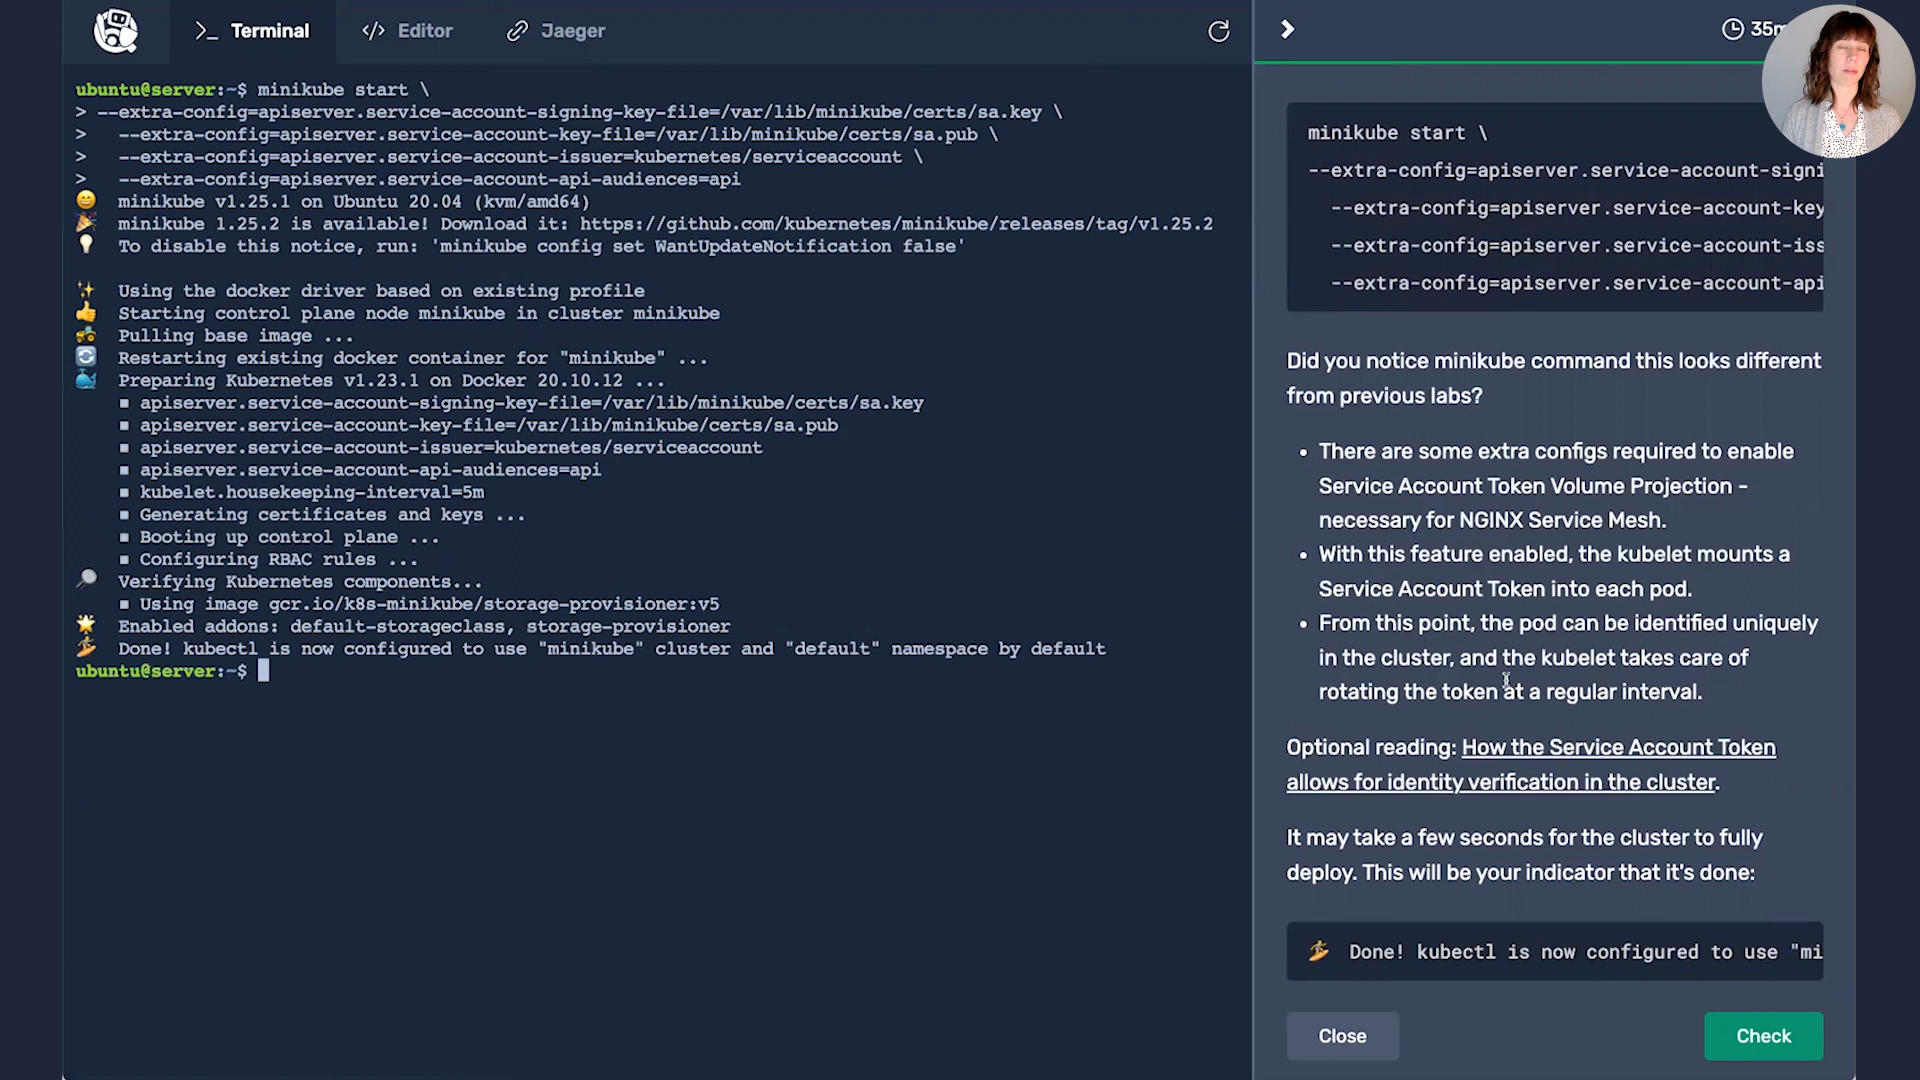 Terminal
Editor
Jaeger
35m
ubuntu@server:~$ minikube start \
> --extra-config=apiserver.service-account-signing-key-file=/var/lib/minikube/certs/sa.key \
>   --extra-config=apiserver.service-account-key-file=/var/lib/minikube/certs/sa.pub \
>   --extra-config=apiserver.service-account-issuer=kubernetes/serviceaccount \
>   --extra-config=apiserver.service-account-api-audiences=api
😄  minikube v1.25.1 on Ubuntu 20.04 (kvm/amd64)
🎉  minikube 1.25.2 is available! Download it: https://github.com/kubernetes/minikube/releases/tag/v1.25.2
💡  To disable this notice, run: 'minikube config set WantUpdateNotification false'
✨  Using the docker driver based on existing profile
👍  Starting control plane node minikube in cluster minikube
🚜  Pulling base image ...
🔄  Restarting existing docker container for "minikube" ...
🐳  Preparing Kubernetes v1.23.1 on Docker 20.10.12 ...
▪ apiserver.service-account-signing-key-file=/var/lib/minikube/certs/sa.key
▪ apiserver.service-account-key-file=/var/lib/minikube/certs/sa.pub
▪ apiserver.service-account-issuer=kubernetes/serviceaccount
▪ apiserver.service-account-api-audiences=api
▪ kubelet.housekeeping-interval=5m
▪ Generating certificates and keys ...
▪ Booting up control plane ...
▪ Configuring RBAC rules ...
🔎  Verifying Kubernetes components...
▪ Using image gcr.io/k8s-minikube/storage-provisioner:v5
🌟  Enabled addons: default-storageclass, storage-provisioner
🏄  Done! kubectl is now configured to use "minikube" cluster and "default" namespace by default
ubuntu@server:~$
minikube start \
--extra-config=apiserver.service-account-signi
--extra-config=apiserver.service-account-key
--extra-config=apiserver.service-account-iss
--extra-config=apiserver.service-account-api
Did you notice minikube command this looks different
from previous labs?
• There are some extra configs required to enable
Service Account Token Volume Projection -
necessary for NGINX Service Mesh.
• With this feature enabled, the kubelet mounts a
Service Account Token into each pod.
• From this point, the pod can be identified uniquely
in the cluster, and the kubelet takes care of
rotating the token at a regular interval.
Optional reading: How the Service Account Token
allows for identity verification in the cluster.
It may take a few seconds for the cluster to fully
deploy. This will be your indicator that it's done:
🏄  Done! kubectl is now configured to use "mi
Close
Check